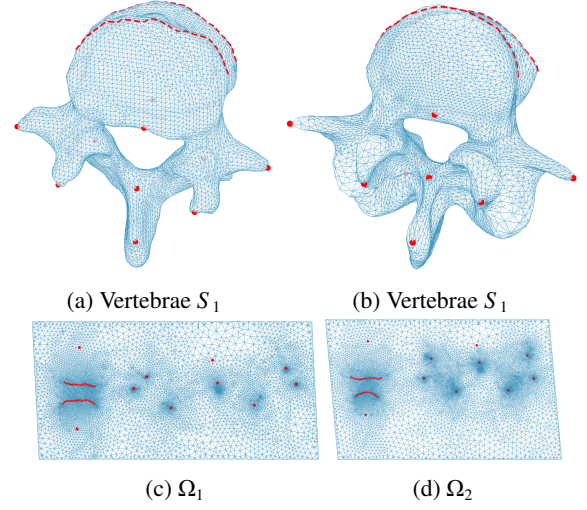 (a) Vertebrae S₁ (b) Vertebrae S₁
(c) Ω₁ (d) Ω₂